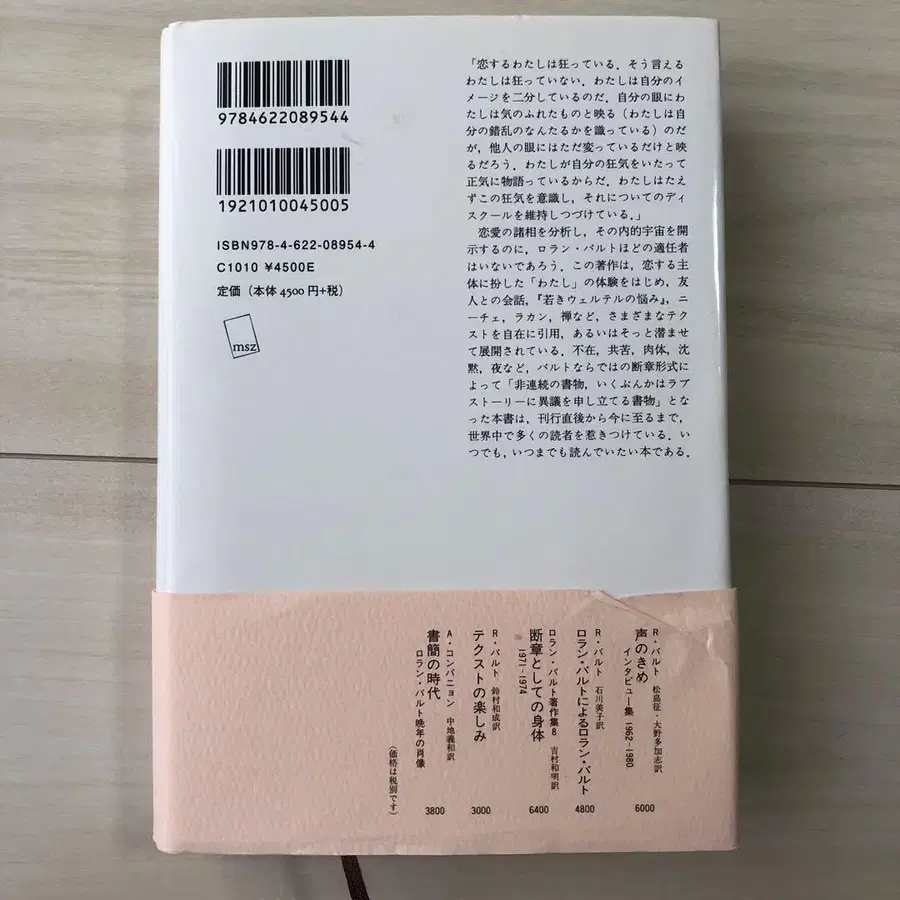 9784622089544
1921010045005
ISBN978-4-622-08954-4
C1010 ¥4500E
定価（本体4500円+税）
msz
「恋するわたしは狂っている．そう言える
わたしは狂っていない．わたしは自分のイ
メージを二分しているのだ．自分の眼にわ
たしは気のふれたものと映る（わたしは自
分の錯乱のなんたるかを識っている）のだ
が，他人の眼にはただ変っているだけと映
るだろう．わたしが自分の狂気をいたって
正気に物語っているからだ．わたしはたえ
ずこの狂気を意識し，それについてのディ
スクールを維持しつづけている．」
恋愛の諸相を分析し，その内的宇宙を開
示するのに，ロラン・バルトほどの適任者
はいないであろう．この著作は，恋する主
体に扮した「わたし」の体験をはじめ，友
人との会話，『若きウェルテルの悩み』，ニ
ーチェ，ラカン，禅など，さまざまなテク
ストを自在に引用，あるいはそっと潜ませ
て展開されている．不在，共苦，肉体，沈
黙，夜など，バルトならではの断章形式に
よって「非連続の書物，いくぶんかはラブ
ストーリーに異議を申し立てる書物」とな
った本書は，刊行直後から今に至るまで，
世界中で多くの読者を惹きつけている．い
つでも，いつまでも読んでいたい本である．
R・バルト 松島征・大野多加志訳
声のきめ インタビュー集 1962-1980
6000
R・バルト 石川美子訳
ロラン・バルトによるロラン・バルト
4800
ロラン・バルト著作集8 吉村和明訳
断章としての身体 1971-1974
6400
R・バルト 鈴村和成訳
テクストの楽しみ
3000
A・コンパニョン 中地義和訳
書簡の時代 ロラン・バルト晩年の肖像
3800
（価格は税別です）